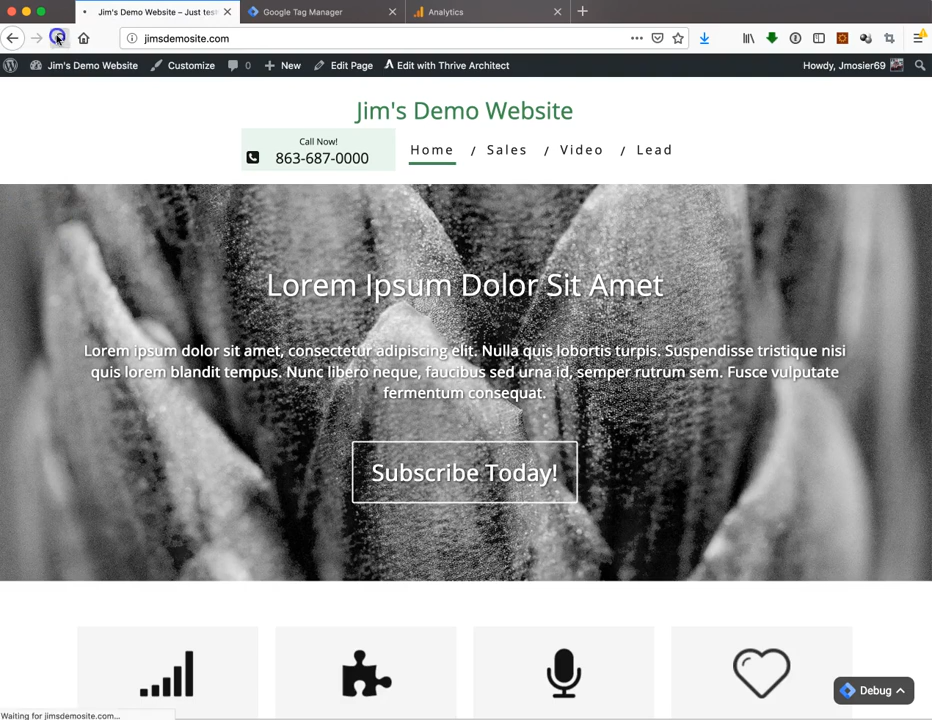 Jim's Demo Website – Just test
Google Tag Manager
Analytics
jimsdemosite.com
Jim's Demo Website
Customize
0
New
Edit Page
Edit with Thrive Architect
Howdy, Jmosier69
Jim's Demo Website
Call Now!
863-687-0000
Home / Sales / Video / Lead
Lorem Ipsum Dolor Sit Amet
Lorem ipsum dolor sit amet, consectetur adipiscing elit. Nulla quis lobortis turpis. Suspendisse tristique nisi
quis lorem blandit tempus. Nunc libero neque, faucibus sed urna id, semper rutrum sem. Fusce vulputate
fermentum consequat.
Subscribe Today!
Debug
Waiting for jimsdemosite.com...